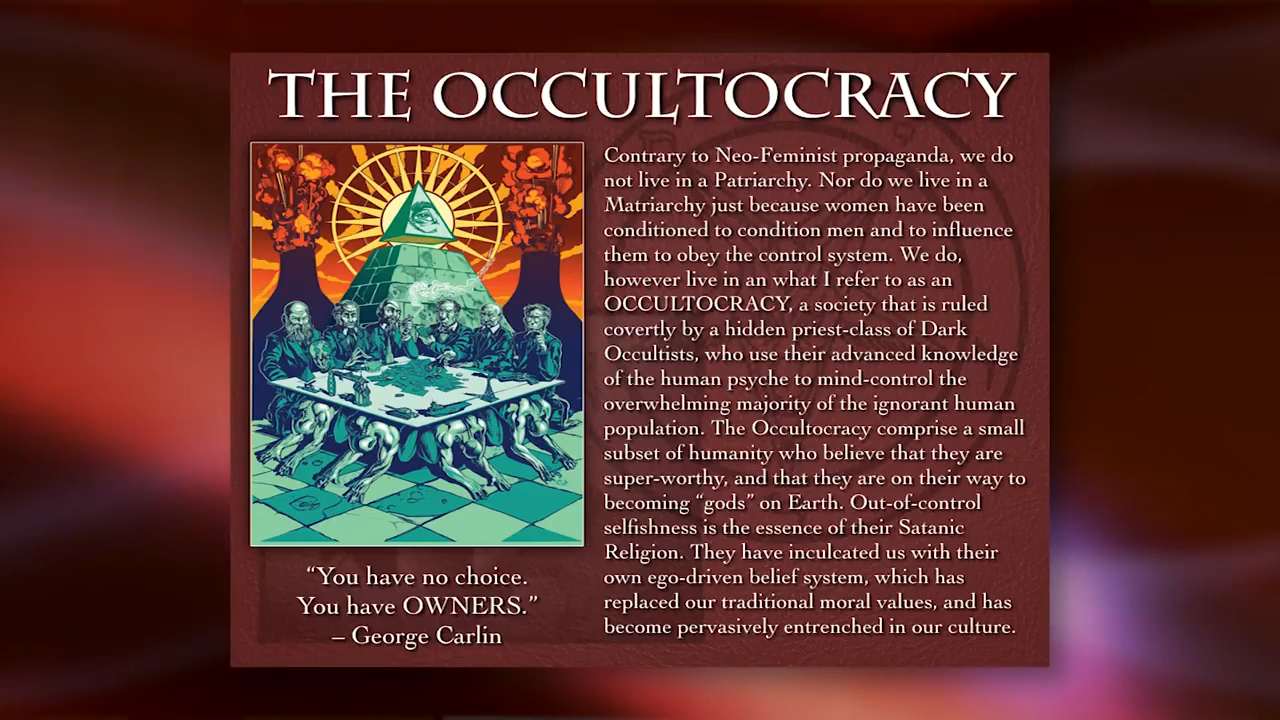 THE OCCULTOCRACY
Contrary to Neo-Feminist propaganda, we do
not live in a Patriarchy. Nor do we live in a
Matriarchy just because women have been
conditioned to condition men and to influence
them to obey the control system. We do,
however live in an what I refer to as an
OCCULTOCRACY, a society that is ruled
covertly by a hidden priest-class of Dark
Occultists, who use their advanced knowledge
of the human psyche to mind-control the
overwhelming majority of the ignorant human
population. The Occultocracy comprise a small
subset of humanity who believe that they are
super-worthy, and that they are on their way to
becoming “gods” on Earth. Out-of-control
selfishness is the essence of their Satanic
Religion. They have inculcated us with their
own ego-driven belief system, which has
replaced our traditional moral values, and has
become pervasively entrenched in our culture.
“You have no choice.
You have OWNERS.”
– George Carlin